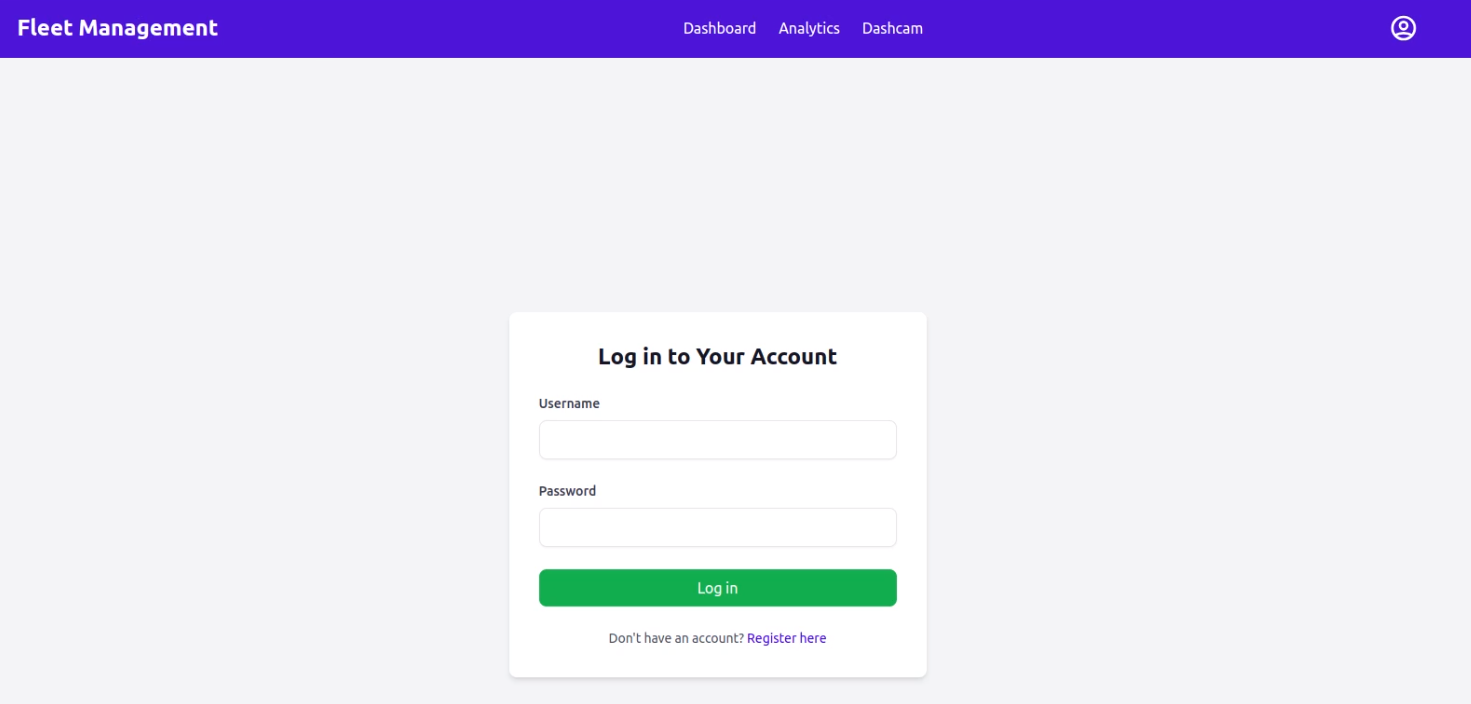 Fleet Management
Dashboard Analytics Dashcam
Log in to Your Account
Username
Password
Log in
Don't have an account? Register here